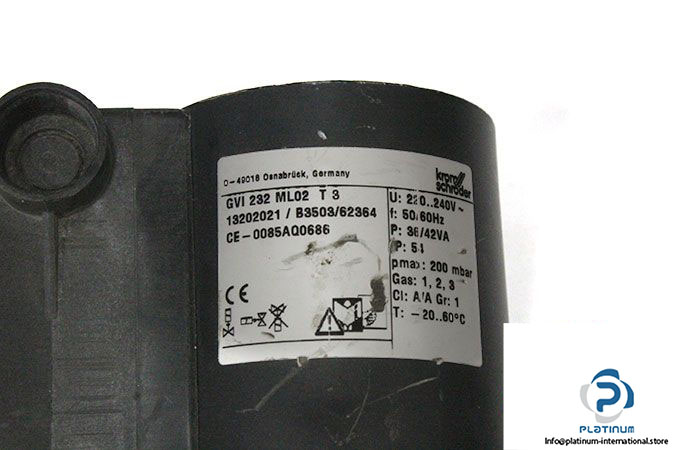 D-49018 Osnabrück, Germany
krom
schröder
GVI 232 ML02 T 3
13202021 / B3503/62364
CE-0085AQ0686
U: 220..240V~
f: 50/60Hz
P: 36/42VA
IP: 54
pmax: 200 mbar
Gas: 1, 2, 3
Cl: A/A Gr: 1
T: -20..60°C
CE
PLATINUM
info@platinum-international.store